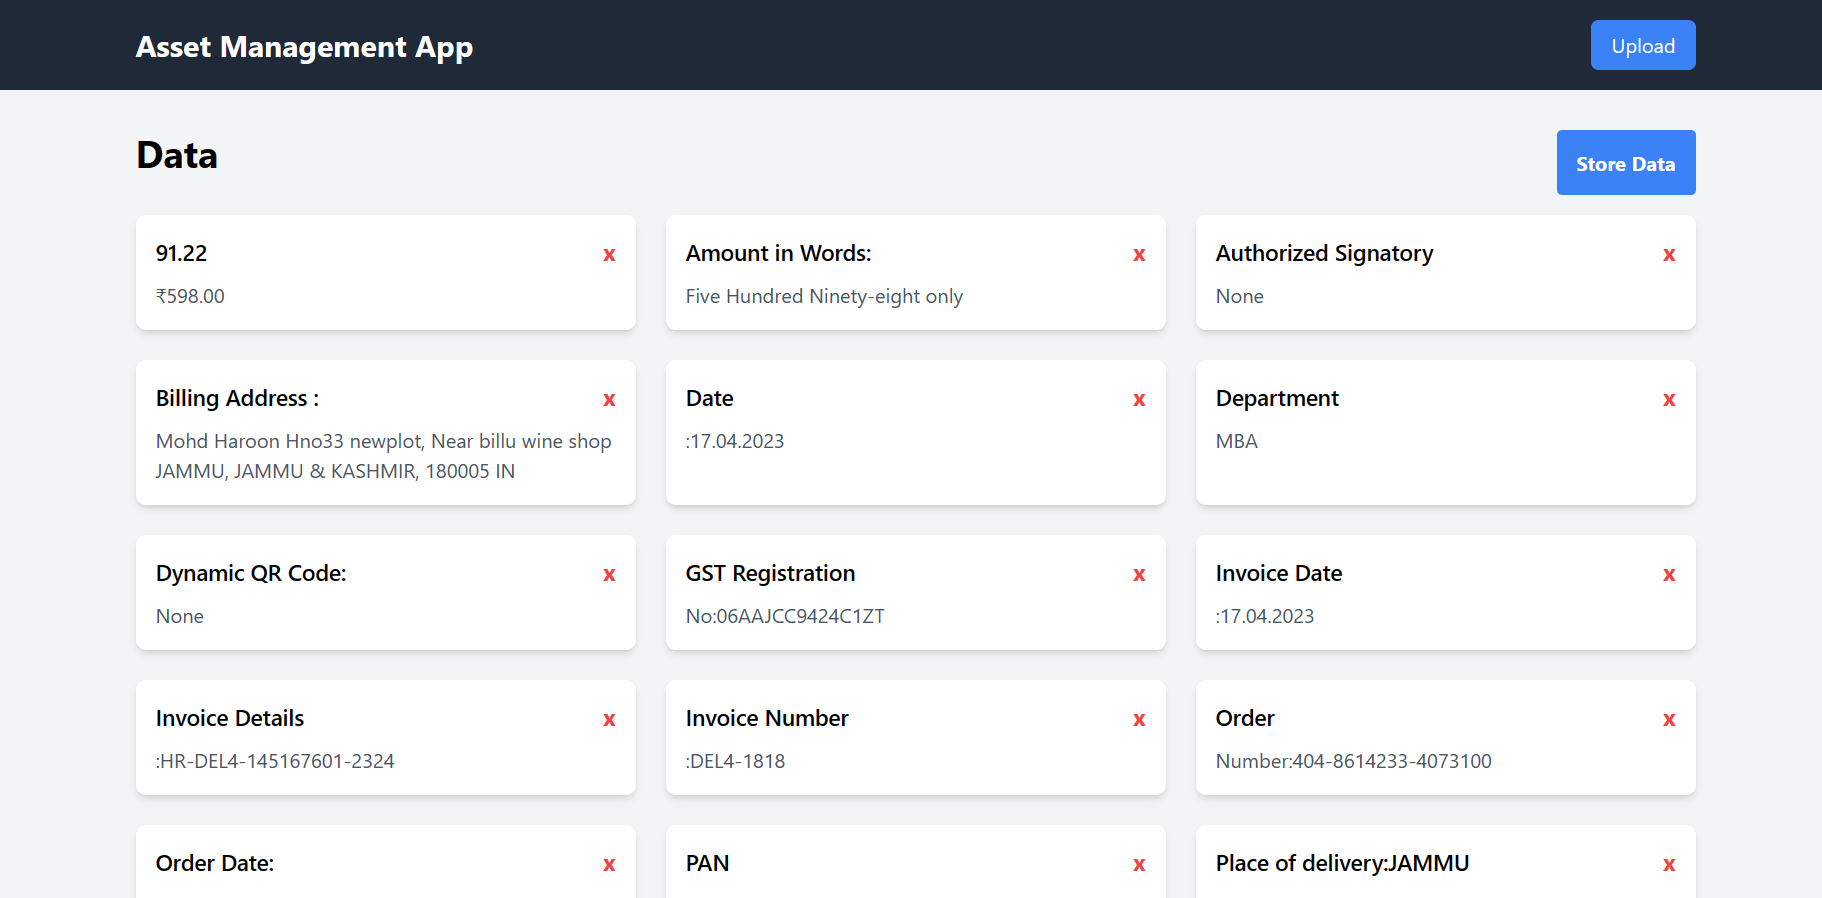 Asset Management App
Upload
Data
Store Data
91.22
x
₹598.00
Amount in Words:
x
Five Hundred Ninety-eight only
Authorized Signatory
x
None
Billing Address :
x
Mohd Haroon Hno33 newplot, Near billu wine shop
JAMMU, JAMMU & KASHMIR, 180005 IN
Date
x
:17.04.2023
Department
x
MBA
Dynamic QR Code:
x
None
GST Registration
x
No:06AAJCC9424C1ZT
Invoice Date
x
:17.04.2023
Invoice Details
x
:HR-DEL4-145167601-2324
Invoice Number
x
:DEL4-1818
Order
x
Number:404-8614233-4073100
Order Date:
x
PAN
x
Place of delivery:JAMMU
x